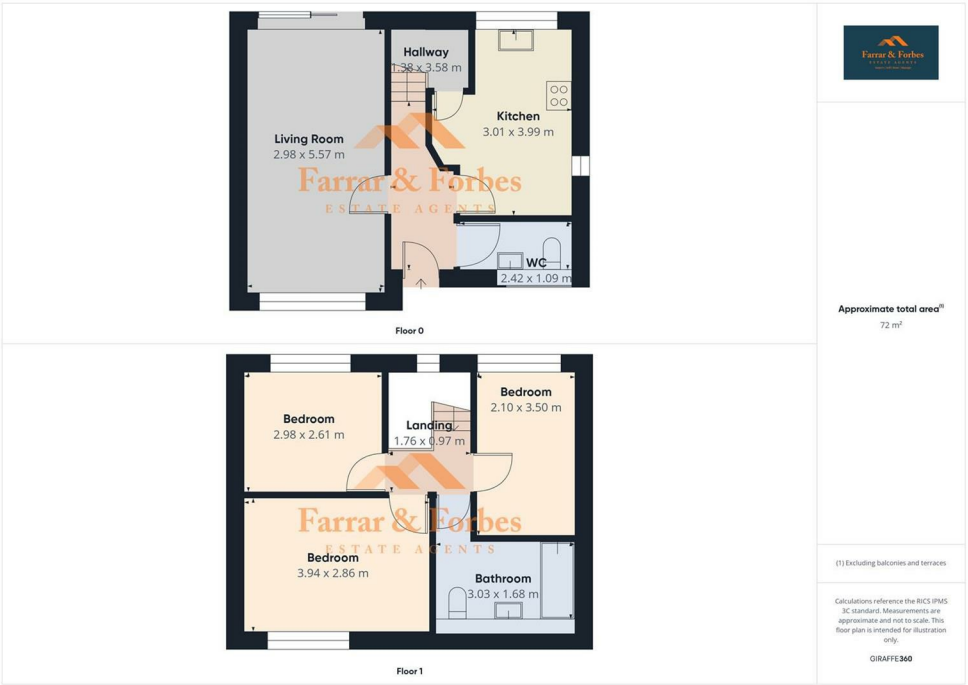 Hallway
1.38 x 3.58 m
Living Room
2.98 x 5.57 m
Kitchen
3.01 x 3.99 m
Farrar & Forbes
ESTATE AGENTS
WC
2.42 x 1.09 m
Floor 0
Bedroom
2.98 x 2.61 m
Landing
1.76 x 0.97 m
Bedroom
2.10 x 3.50 m
Farrar & Forbes
ESTATE AGENTS
Bedroom
3.94 x 2.86 m
Bathroom
3.03 x 1.68 m
Floor 1
Farrar & Forbes
ESTATE AGENTS
Approximate total area(1)
72 m²
(1) Excluding balconies and terraces
Calculations reference the RICS IPMS
3C standard. Measurements are
approximate and not to scale. This
floor plan is intended for illustration
only.
GIRAFFE360